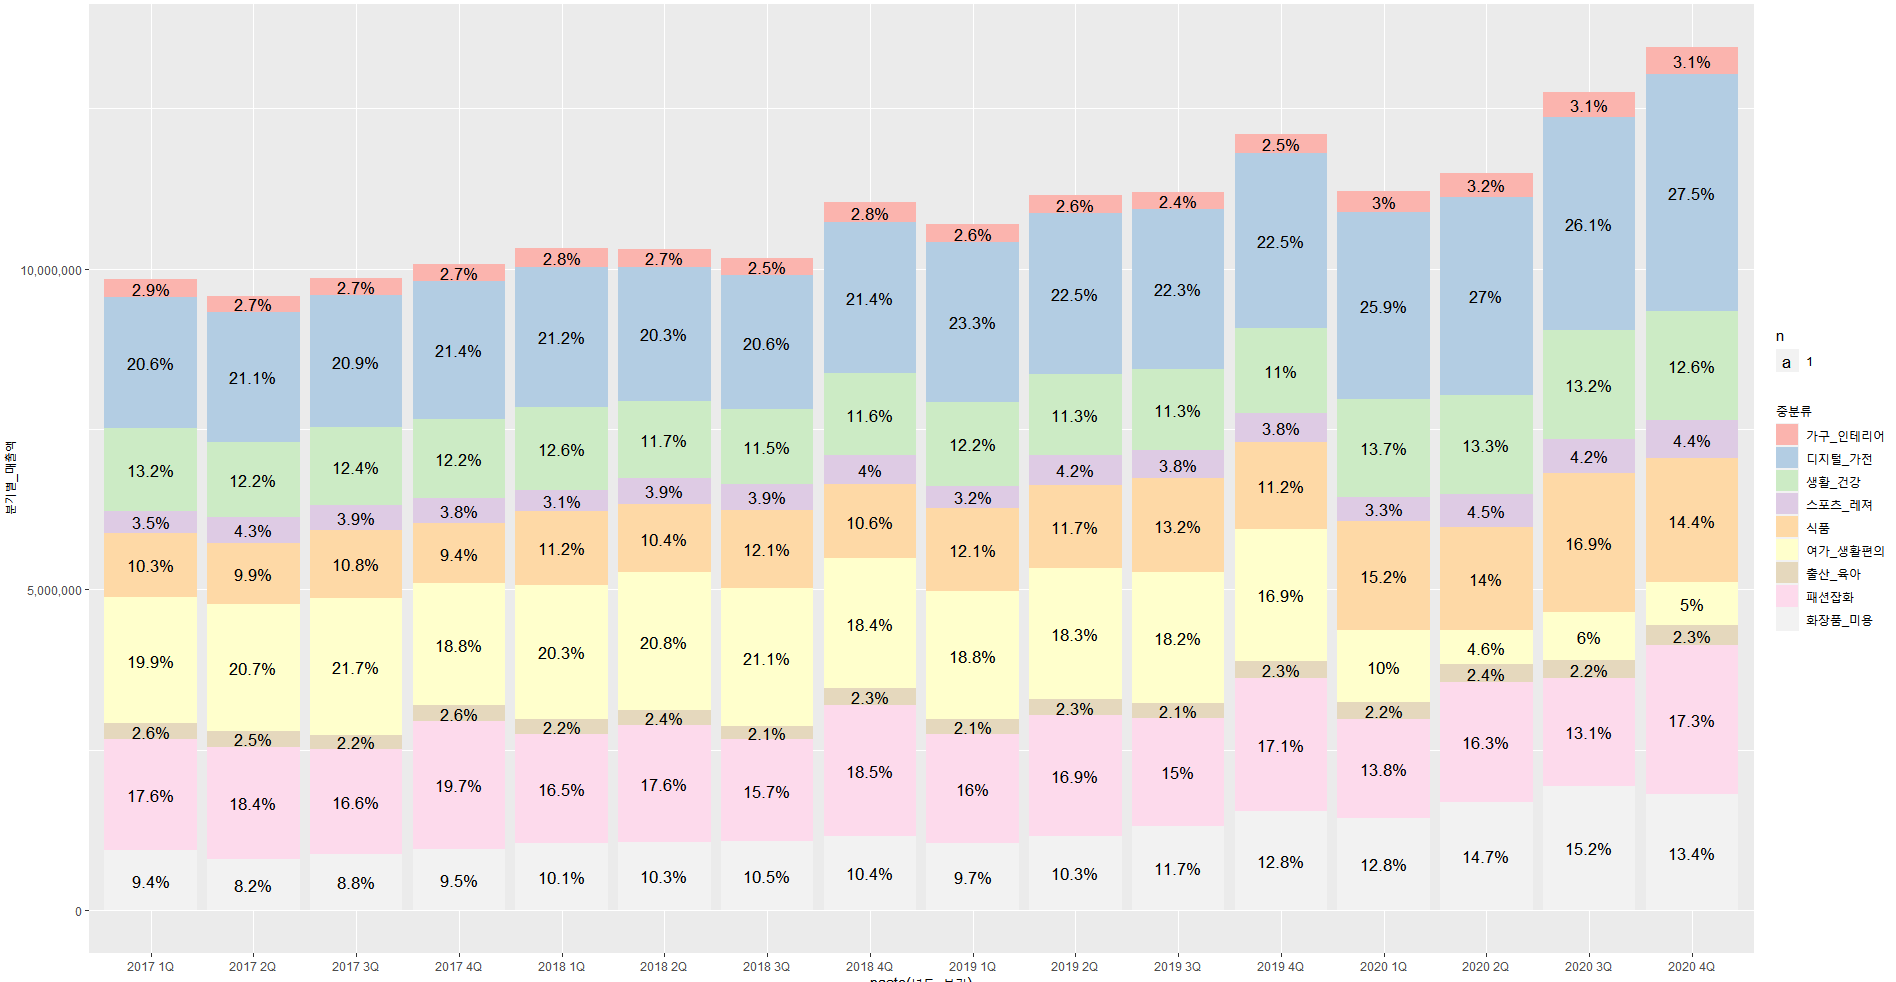 3.1%
3.1%
2.5% 27.5%
3% 3.2%
2.8% 2.6% 2.4% 26.1%
2.6% 22.5%
2.8% 2.7% 2.5%
10,000,000 2.9% 2.7% 2.7% 2.7% 21.4% 23.3% 22.5% 22.3% 25.9% 27%
20.6% 21.1% 20.9% 21.4% 21.2% 20.3% 20.6% 11% 12.6%
13.2%
11.6% 12.2% 11.3% 11.3% 3.8% 13.7% 13.3% 4.4%
13.2% 12.2% 12.4% 12.2% 12.6% 11.7% 11.5% 4% 3.2% 4.2% 3.8% 11.2% 3.3% 4.5% 4.2% 14.4%
3.5% 4.3% 3.9% 3.8% 3.1% 3.9% 3.9% 10.6% 12.1% 11.7% 13.2% 15.2% 14% 16.9%
10.3% 9.9% 10.8% 9.4% 11.2% 10.4% 12.1%
5,000,000 16.9% 5%
19.9% 20.7% 21.7% 18.8% 20.3% 20.8% 21.1% 18.4% 18.8% 18.3% 18.2% 10% 4.6% 6% 2.3%
2.3% 2.3% 2.4% 2.2%
2.6% 2.5% 2.2% 2.6% 2.2% 2.4% 2.1% 2.1% 2.3% 2.1% 2.2%
17.6% 18.4% 16.6% 19.7% 16.5% 17.6% 15.7% 18.5% 16% 16.9% 15% 17.1% 13.8% 16.3% 13.1% 17.3%
9.4% 8.2% 8.8% 9.5% 10.1% 10.3% 10.5% 10.4% 9.7% 10.3% 11.7% 12.8% 12.8% 14.7% 15.2% 13.4%
0
2017 1Q 2017 2Q 2017 3Q 2017 4Q 2018 1Q 2018 2Q 2018 3Q 2018 4Q 2019 1Q 2019 2Q 2019 3Q 2019 4Q 2020 1Q 2020 2Q 2020 3Q 2020 4Q
분기별_매출액
n
a 1
중분류
가구_인테리어
디지털_가전
생활_건강
스포츠_레져
식품
여가_생활편의
출산_육아
패션잡화
화장품_미용